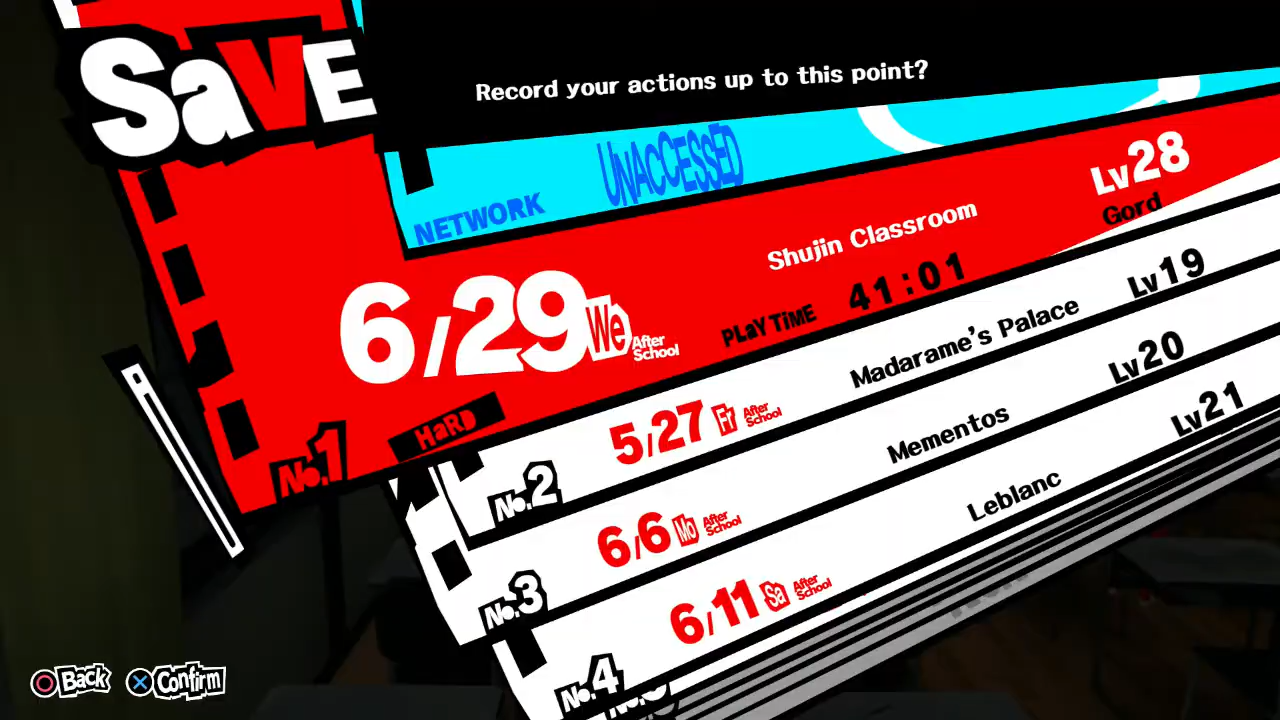 SaVE
Record your actions up to this point?
NETWORK UNACCESSED
Lv28
Gord
Shujin Classroom
6/29 We After School
PLAY TIME 41:01
HARD
No.1
Lv19
Madarame's Palace
5/27 Fr After School
No.2
Lv20
Mementos
6/6 Mo After School
No.3
Lv21
Leblanc
6/11 Sa After School
No.4
Back Confirm